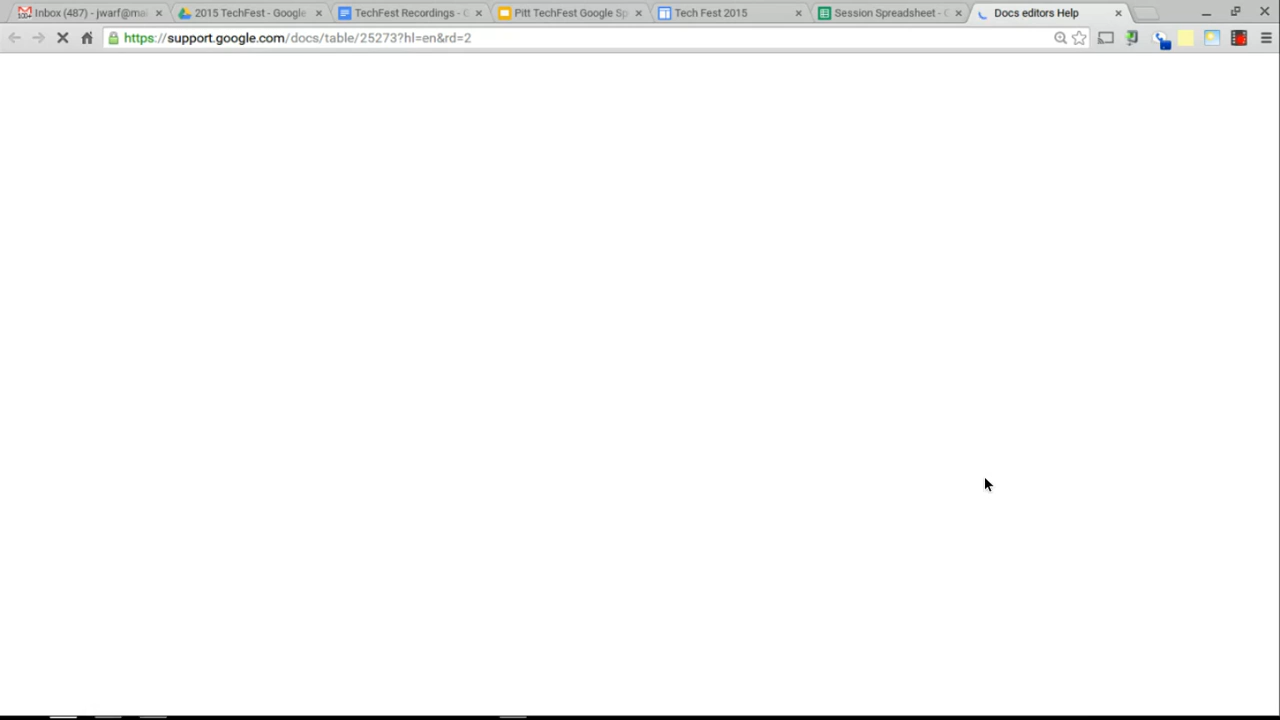 Inbox (487) - jwarf@ma
2015 TechFest - Google
TechFest Recordings - G
Pitt TechFest Google Sp
Tech Fest 2015
Session Spreadsheet - G
Docs editors Help
https://support.google.com/docs/table/25273?hl=en&rd=2